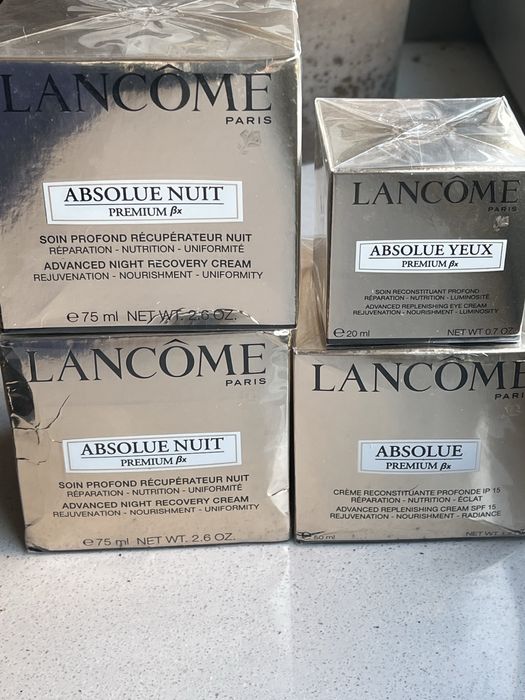 LANCÔME
PARIS
ABSOLUE NUIT
PREMIUM βx
SOIN PROFOND RÉCUPÉRATEUR NUIT
RÉPARATION - NUTRITION - UNIFORMITÉ
ADVANCED NIGHT RECOVERY CREAM
REJUVENATION - NOURISHMENT - UNIFORMITY
℮ 75 ml NET WT. 2.6 OZ.
LANCÔME
PARIS
ABSOLUE YEUX
PREMIUM βx
SOIN RECONSTITUANT PROFOND
RÉPARATION - NUTRITION - LUMINOSITÉ
ADVANCED REPLENISHING EYE CREAM
REJUVENATION - NOURISHMENT - LUMINOSITY
℮ 20 ml NET WT. 0.7 OZ.
LANCÔME
PARIS
ABSOLUE NUIT
PREMIUM βx
SOIN PROFOND RÉCUPÉRATEUR NUIT
RÉPARATION - NUTRITION - UNIFORMITÉ
ADVANCED NIGHT RECOVERY CREAM
REJUVENATION - NOURISHMENT - UNIFORMITY
℮ 75 ml NET WT. 2.6 OZ.
LANCÔME
PARIS
ABSOLUE
PREMIUM βx
CRÈME RECONSTITUANTE PROFONDE IP 15
RÉPARATION - NUTRITION - ÉCLAT
ADVANCED REPLENISHING CREAM SPF 15
REJUVENATION - NOURISHMENT - RADIANCE
℮ 50 ml NET WT.